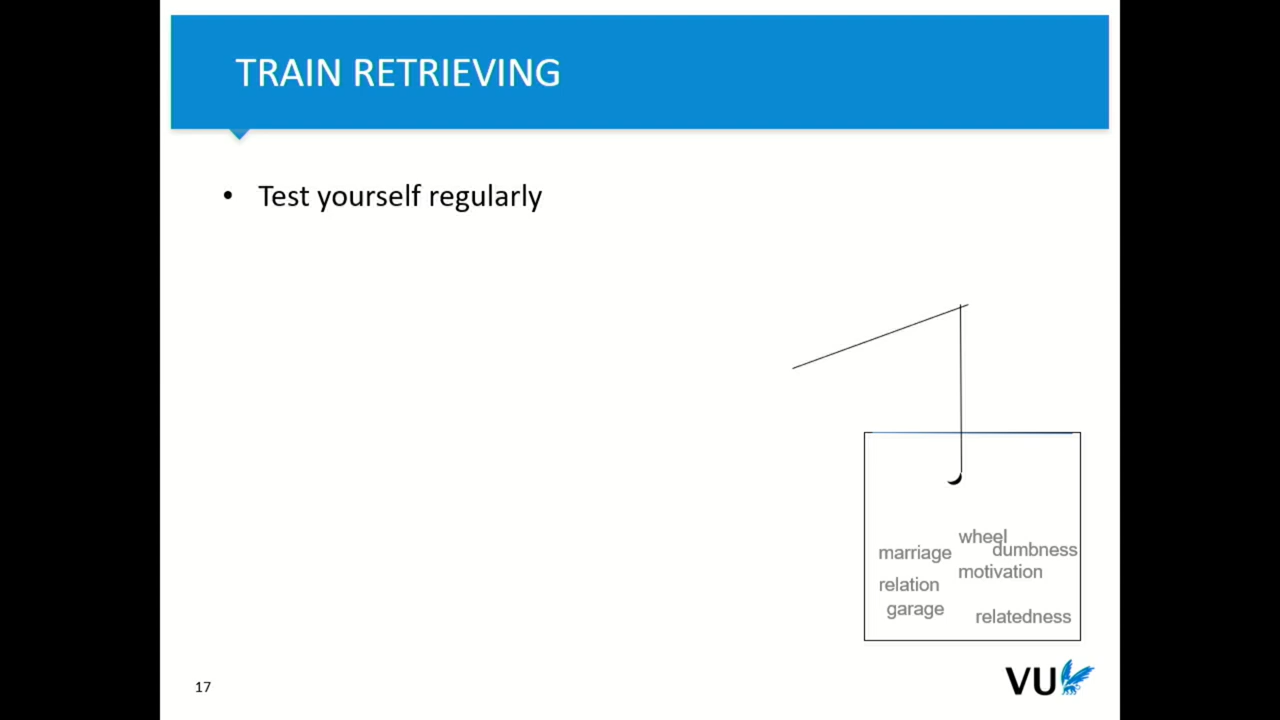 TRAIN RETRIEVING
• Test yourself regularly
wheel
marriage
dumbness
motivation
relation
garage
relatedness
17
VU